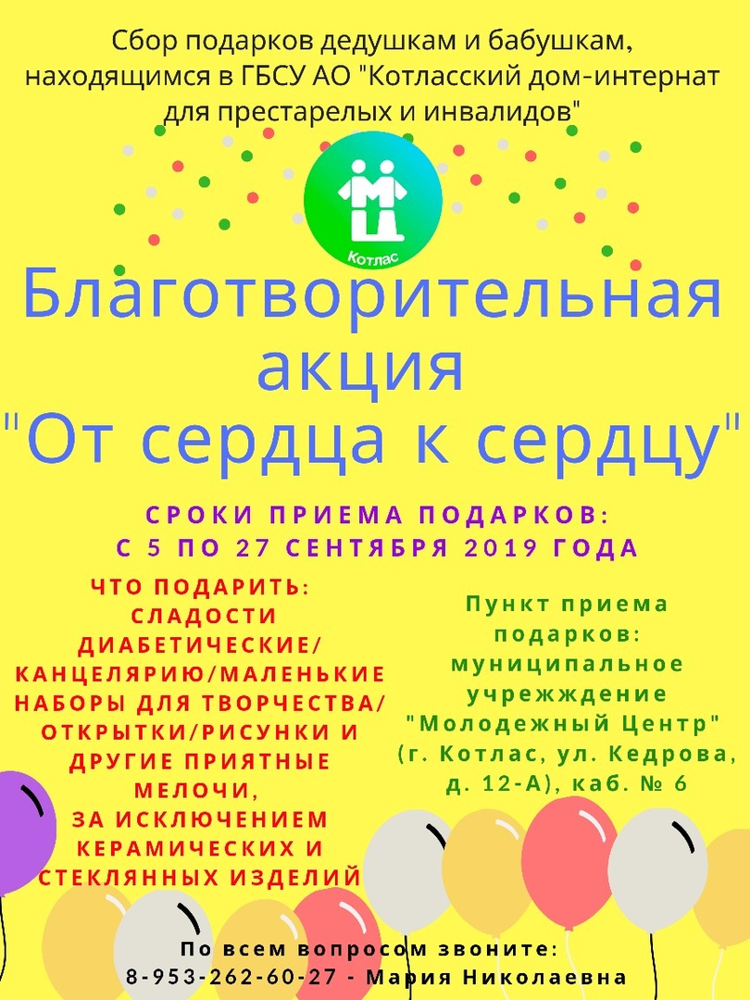 Сбор подарков дедушкам и бабушкам,
находящимся в ГБСУ АО "Котласский дом-интернат
для престарелых и инвалидов"
МЦ
Котлас
Благотворительная
акция
"От сердца к сердцу"
СРОКИ ПРИЕМА ПОДАРКОВ:
С 5 ПО 27 СЕНТЯБРЯ 2019 ГОДА
ЧТО ПОДАРИТЬ:
СЛАДОСТИ
ДИАБЕТИЧЕСКИЕ/
КАНЦЕЛЯРИЮ/МАЛЕНЬКИЕ
НАБОРЫ ДЛЯ ТВОРЧЕСТВА/
ОТКРЫТКИ/РИСУНКИ И
ДРУГИЕ ПРИЯТНЫЕ
МЕЛОЧИ,
ЗА ИСКЛЮЧЕНИЕМ
КЕРАМИЧЕСКИХ И
СТЕКЛЯННЫХ ИЗДЕЛИЙ
Пункт приема
подарков:
муниципальное
учрежждение
"Молодежный Центр"
(г. Котлас, ул. Кедрова,
д. 12-А), каб. № 6
По всем вопросом звоните:
8-953-262-60-27 - Мария Николаевна